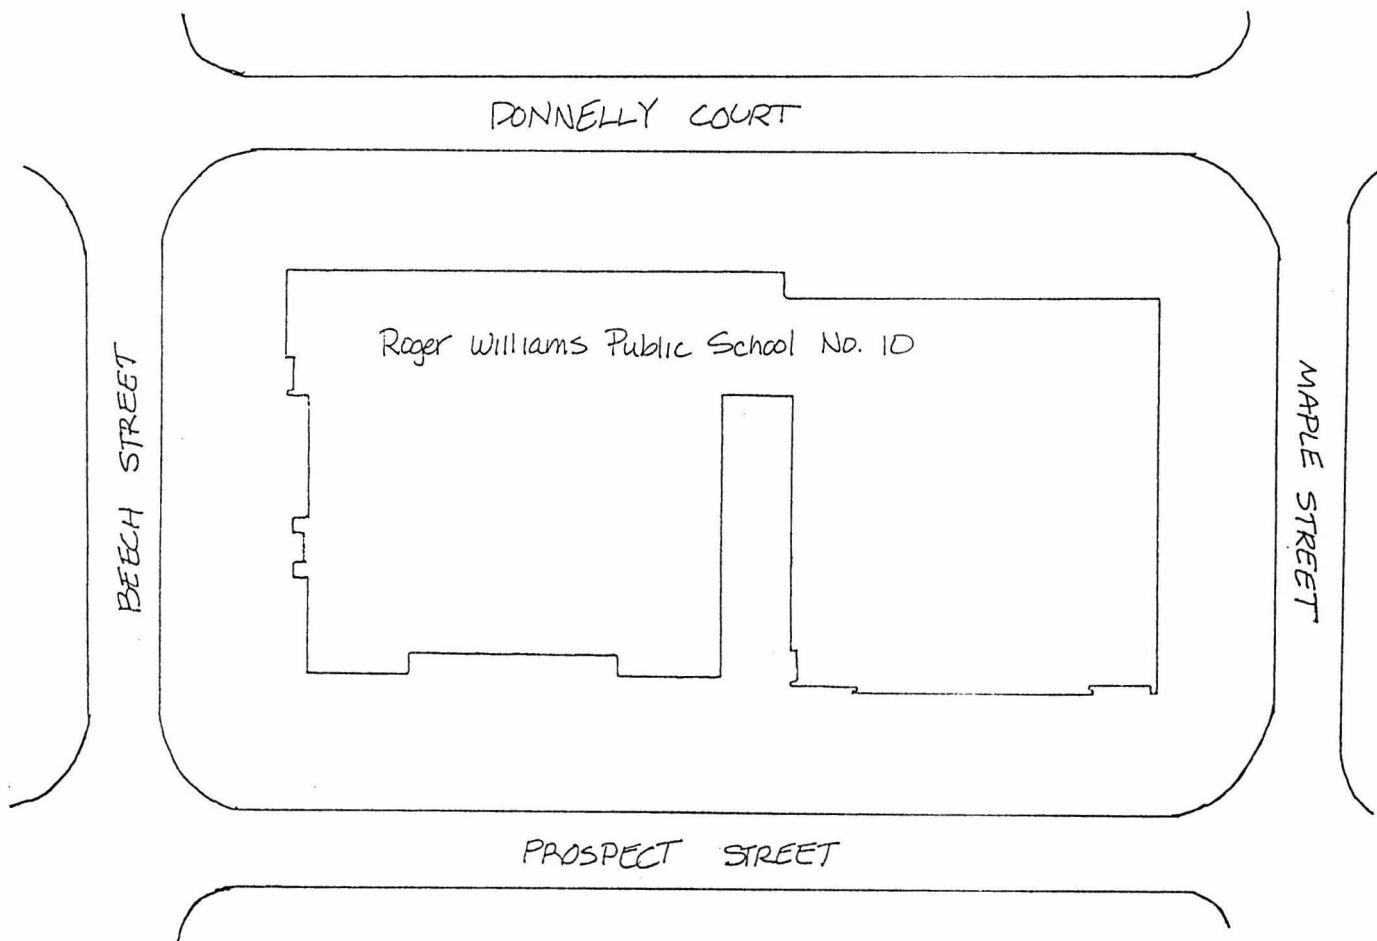 DONNELLY COURT
Roger Williams Public School No. 10
BEECH STREET
MAPLE STREET
PROSPECT STREET